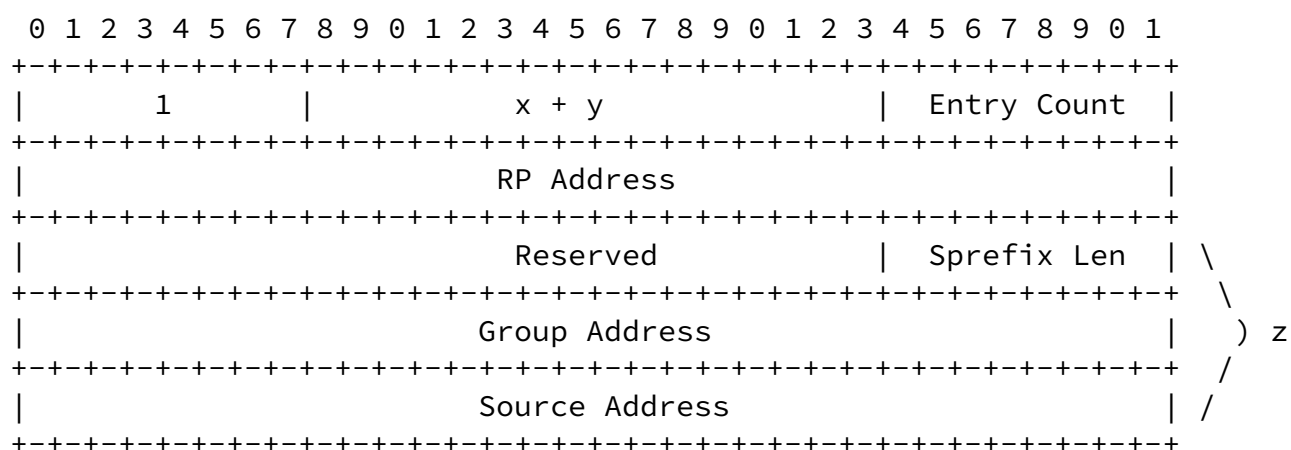 0 1 2 3 4 5 6 7 8 9 0 1 2 3 4 5 6 7 8 9 0 1 2 3 4 5 6 7 8 9 0 1
+-+-+-+-+-+-+-+-+-+-+-+-+-+-+-+-+-+-+-+-+-+-+-+-+-+-+-+-+-+-+-+-+
|       1       |           x + y               |  Entry Count  |
+-+-+-+-+-+-+-+-+-+-+-+-+-+-+-+-+-+-+-+-+-+-+-+-+-+-+-+-+-+-+-+-+
|                          RP Address                           |
+-+-+-+-+-+-+-+-+-+-+-+-+-+-+-+-+-+-+-+-+-+-+-+-+-+-+-+-+-+-+-+-+
|                           Reserved            |  Sprefix Len  | \
+-+-+-+-+-+-+-+-+-+-+-+-+-+-+-+-+-+-+-+-+-+-+-+-+-+-+-+-+-+-+-+-+  \
|                         Group Address                         |   ) z
+-+-+-+-+-+-+-+-+-+-+-+-+-+-+-+-+-+-+-+-+-+-+-+-+-+-+-+-+-+-+-+-+  /
|                         Source Address                        | /
+-+-+-+-+-+-+-+-+-+-+-+-+-+-+-+-+-+-+-+-+-+-+-+-+-+-+-+-+-+-+-+-+